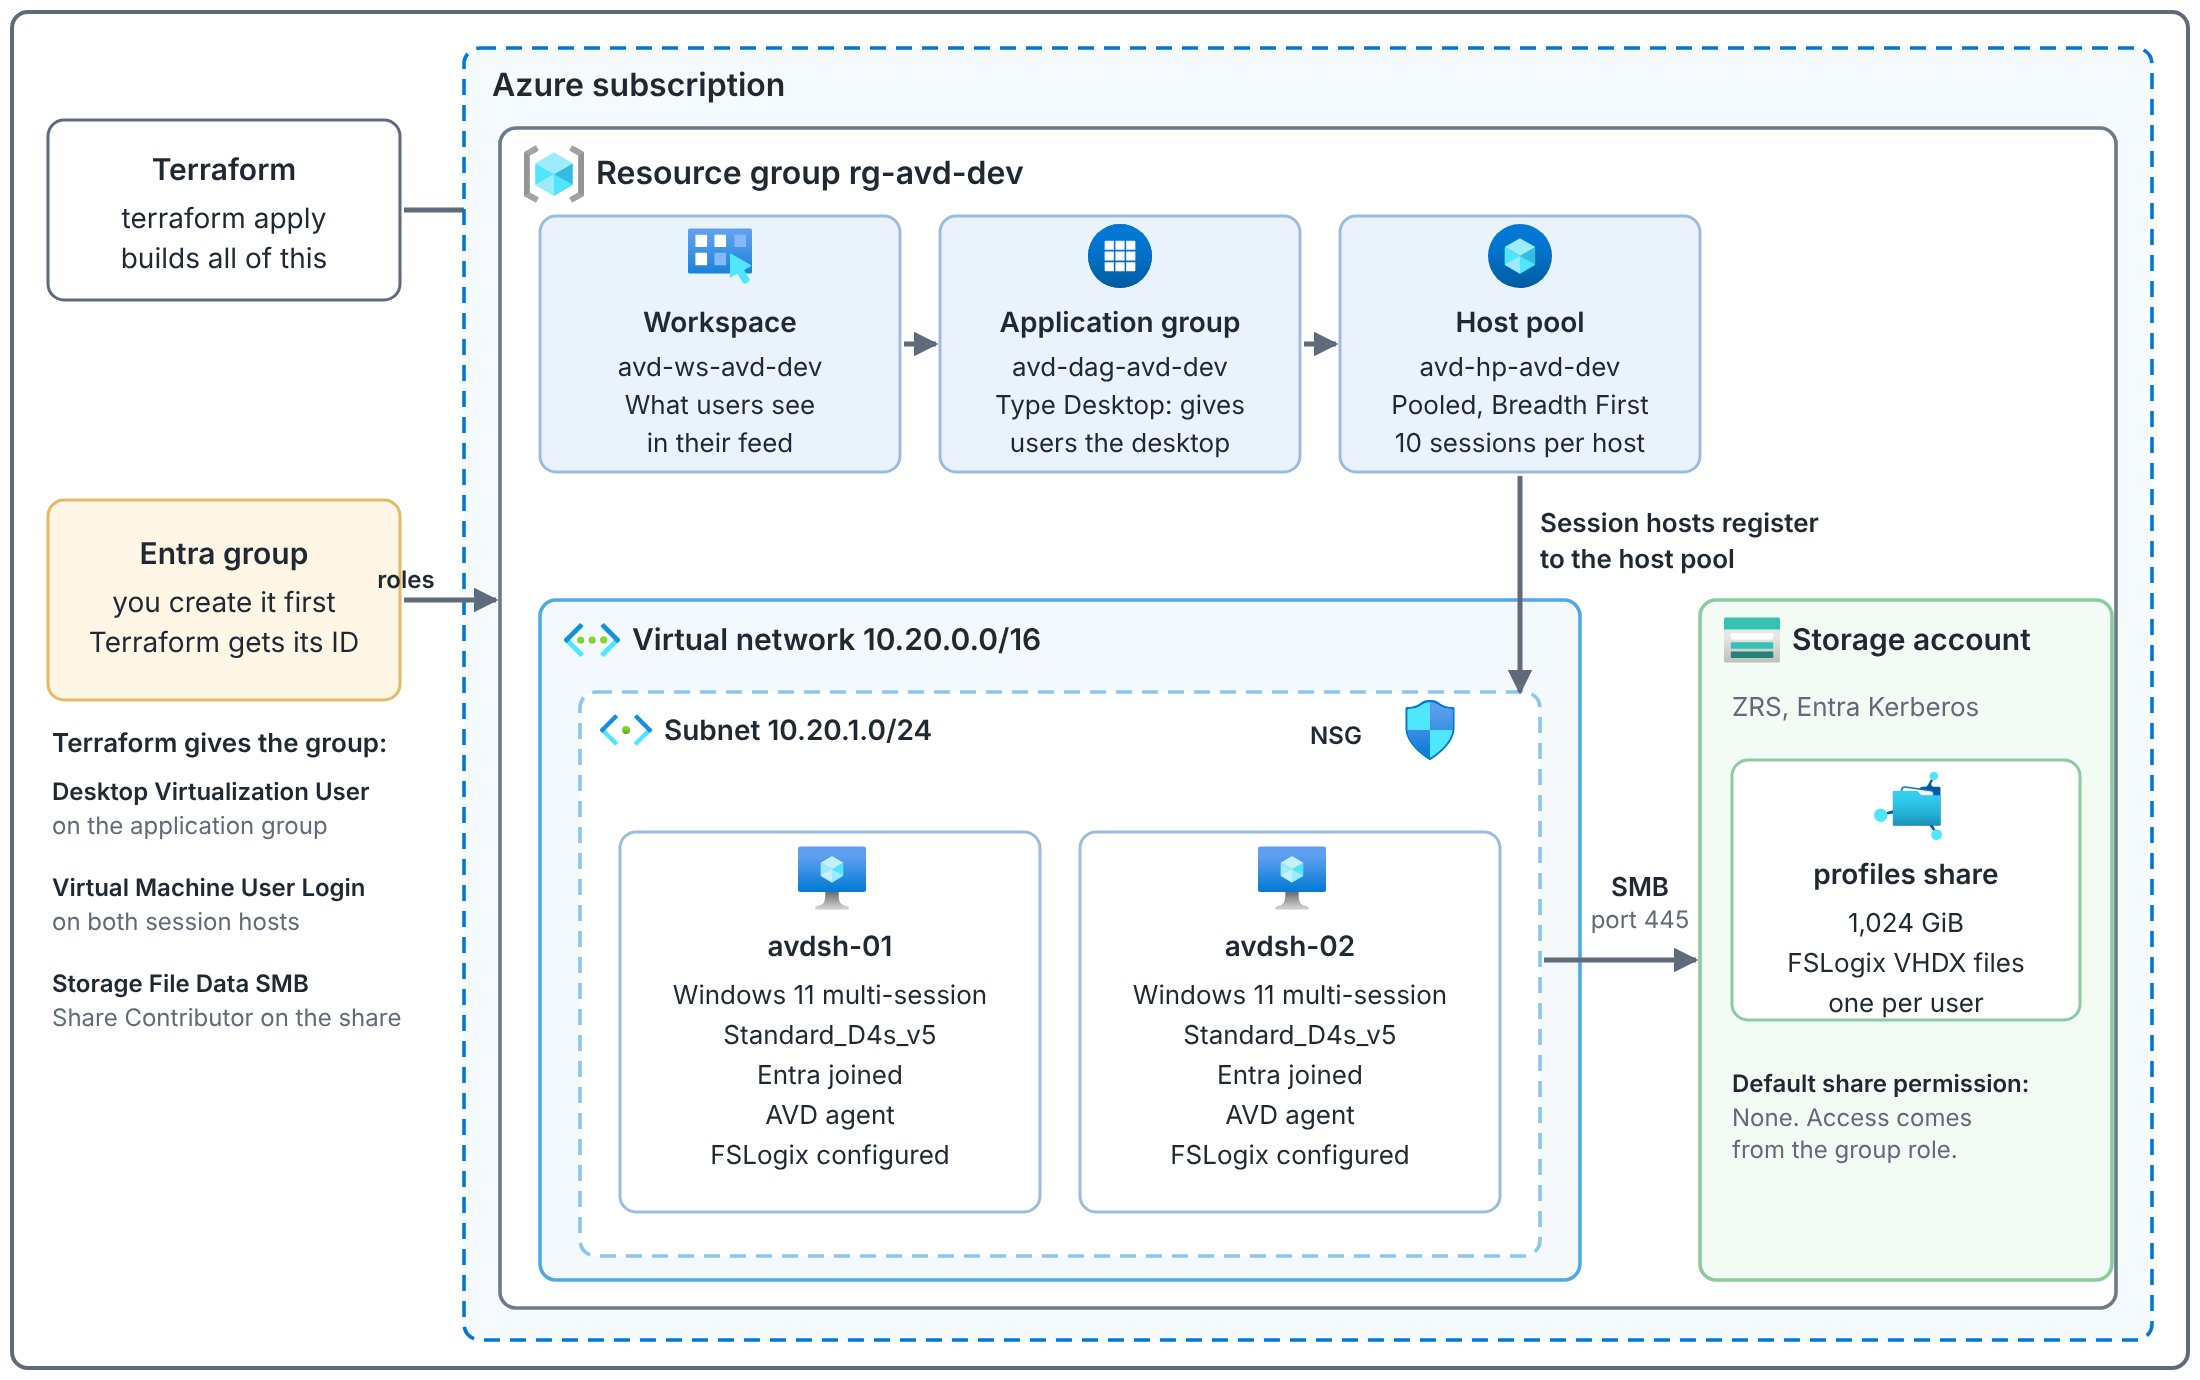 Azure subscription
Terraform
terraform apply
builds all of this
Resource group rg-avd-dev
Workspace
avd-ws-avd-dev
What users see
in their feed
Application group
avd-dag-avd-dev
Type Desktop: gives
users the desktop
Host pool
avd-hp-avd-dev
Pooled, Breadth First
10 sessions per host
Session hosts register
to the host pool
Entra group
you create it first
Terraform gets its ID
roles
Terraform gives the group:
Desktop Virtualization User
on the application group
Virtual Machine User Login
on both session hosts
Storage File Data SMB
Share Contributor on the share
Virtual network 10.20.0.0/16
Subnet 10.20.1.0/24
NSG
avdsh-01
Windows 11 multi-session
Standard_D4s_v5
Entra joined
AVD agent
FSLogix configured
avdsh-02
Windows 11 multi-session
Standard_D4s_v5
Entra joined
AVD agent
FSLogix configured
SMB
port 445
Storage account
ZRS, Entra Kerberos
profiles share
1,024 GiB
FSLogix VHDX files
one per user
Default share permission:
None. Access comes
from the group role.